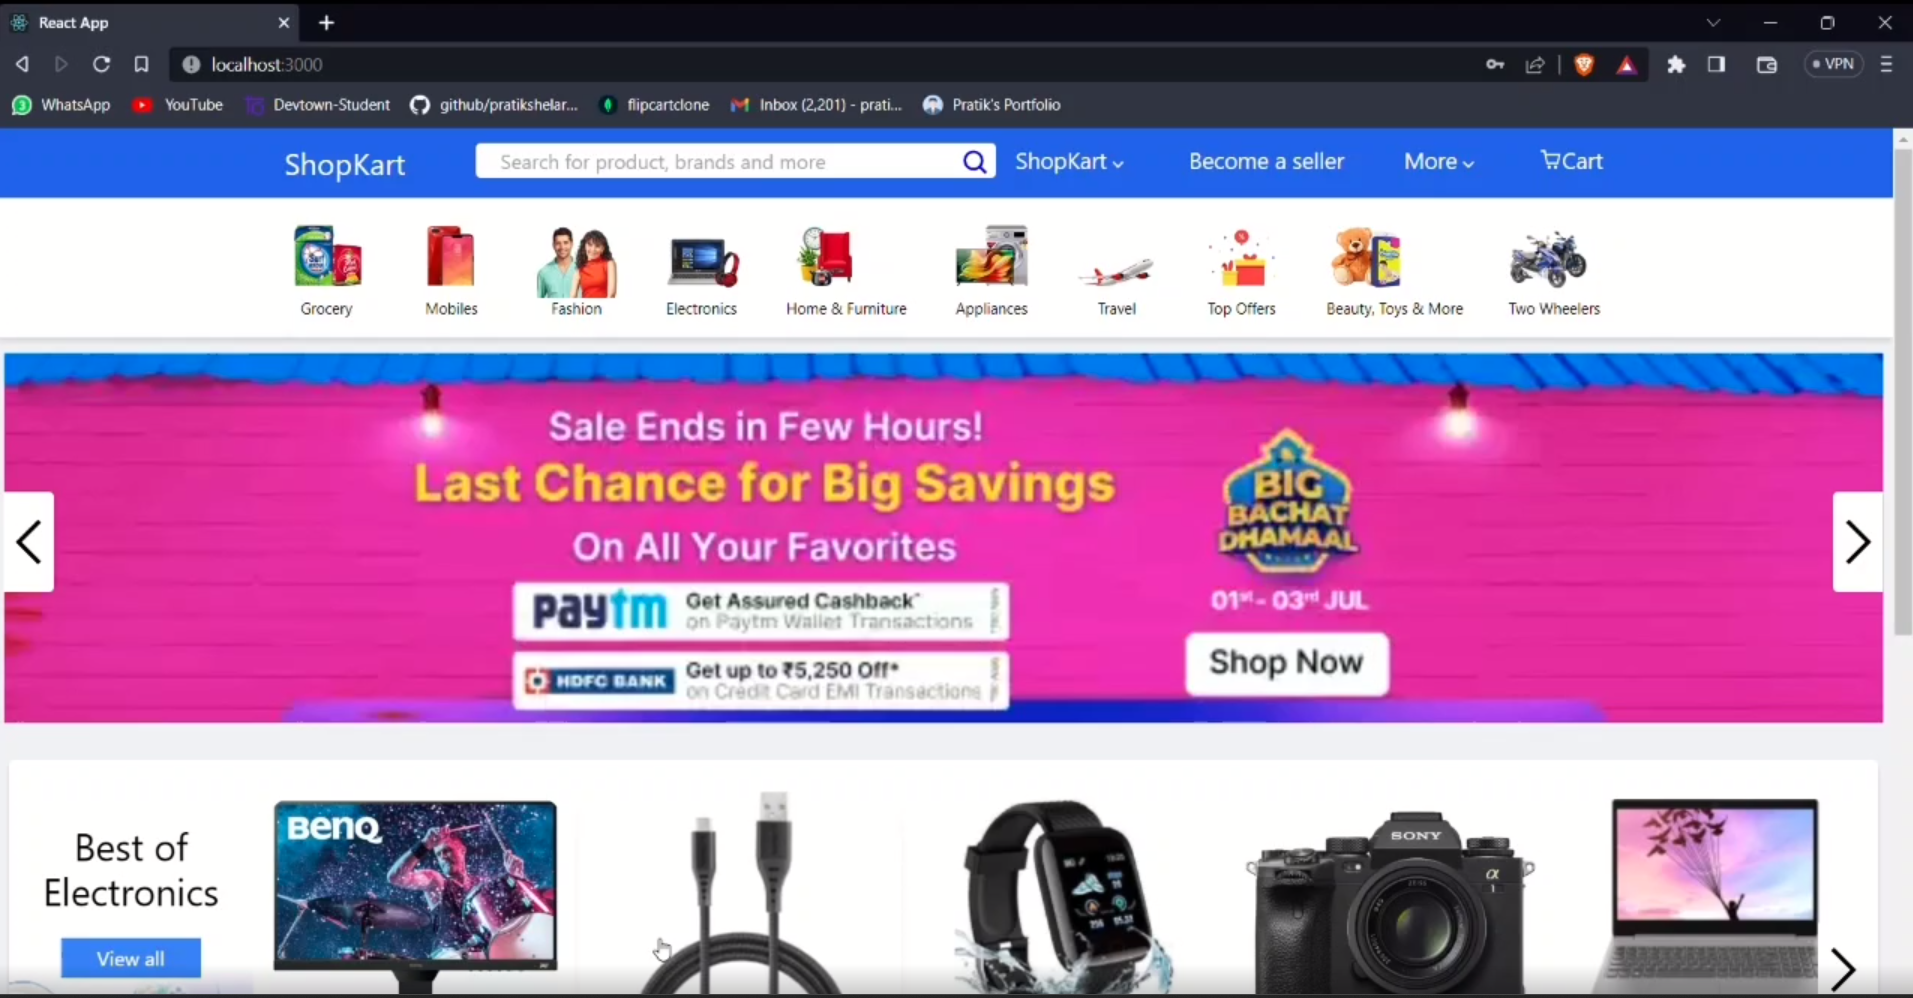 React App
localhost:3000
VPN
WhatsApp YouTube Devtown-Student github/pratikshelar... flipcartclone Inbox (2,201) - prati... Pratik's Portfolio
ShopKart Search for product, brands and more ShopKart Become a seller More Cart
Grocery Mobiles Fashion Electronics Home & Furniture Appliances Travel Top Offers Beauty, Toys & More Two Wheelers
Sale Ends in Few Hours!
Last Chance for Big Savings
On All Your Favorites
paytm Get Assured Cashback*
on Paytm Wallet Transactions
HDFC BANK Get up to ₹5,250 Off*
on Credit Card EMI Transactions
BIG
BACHAT
DHAMAAL
01st - 03rd JUL
Shop Now
Best of
Electronics
View all
BenQ
SONY
α